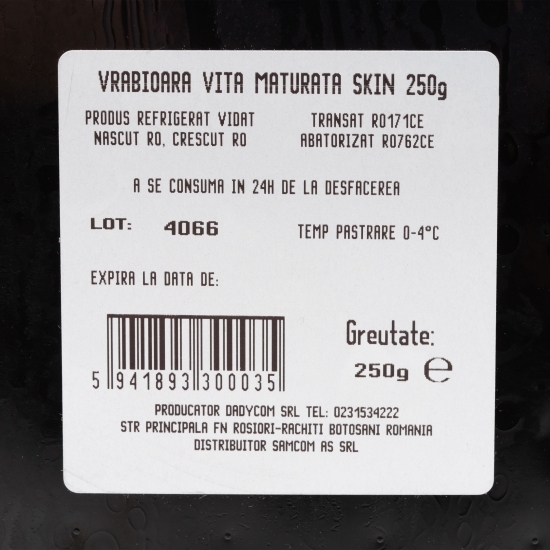 VRABIOARA VITA MATURATA SKIN 250g
PRODUS REFRIGERAT VIDAT
NASCUT RO, CRESCUT RO
TRANSAT RO171CE
ABATORIZAT RO762CE
A SE CONSUMA IN 24H DE LA DESFACEREA
LOT: 4066
TEMP PASTRARE 0-4°C
EXPIRA LA DATA DE:
Greutate:
250g ℮
5 941893 300035
PRODUCATOR DADYCOM SRL TEL: 0231534222
STR PRINCIPALA FN ROSIORI-RACHITI BOTOSANI ROMANIA
DISTRIBUITOR SAMCOM AS SRL